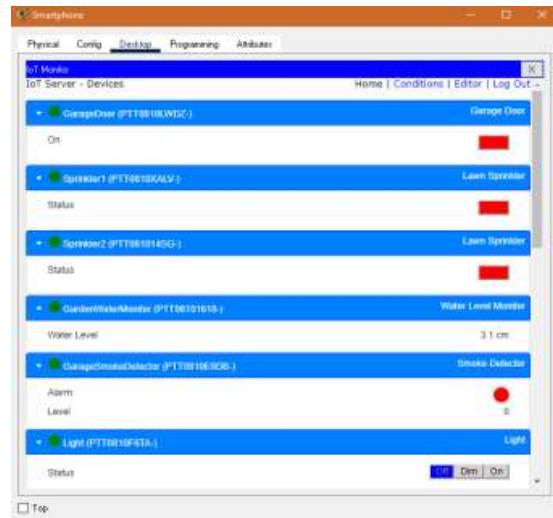 Smartphone
Physical Config Desktop Programming Attributes
IoT Monitor X
IoT Server - Devices Home | Conditions | Editor | Log Out
GarageDoor Garage Door
On
Sprinkler1 Lawn Sprinkler
Status
Sprinkler2 Lawn Sprinkler
Status
GardenWaterMonitor Water Level Monitor
Water Level 3.1 cm
GarageSmokeDetector Smoke Detector
Alarm
Level 0
Light Light
Status Off Dim On
Top